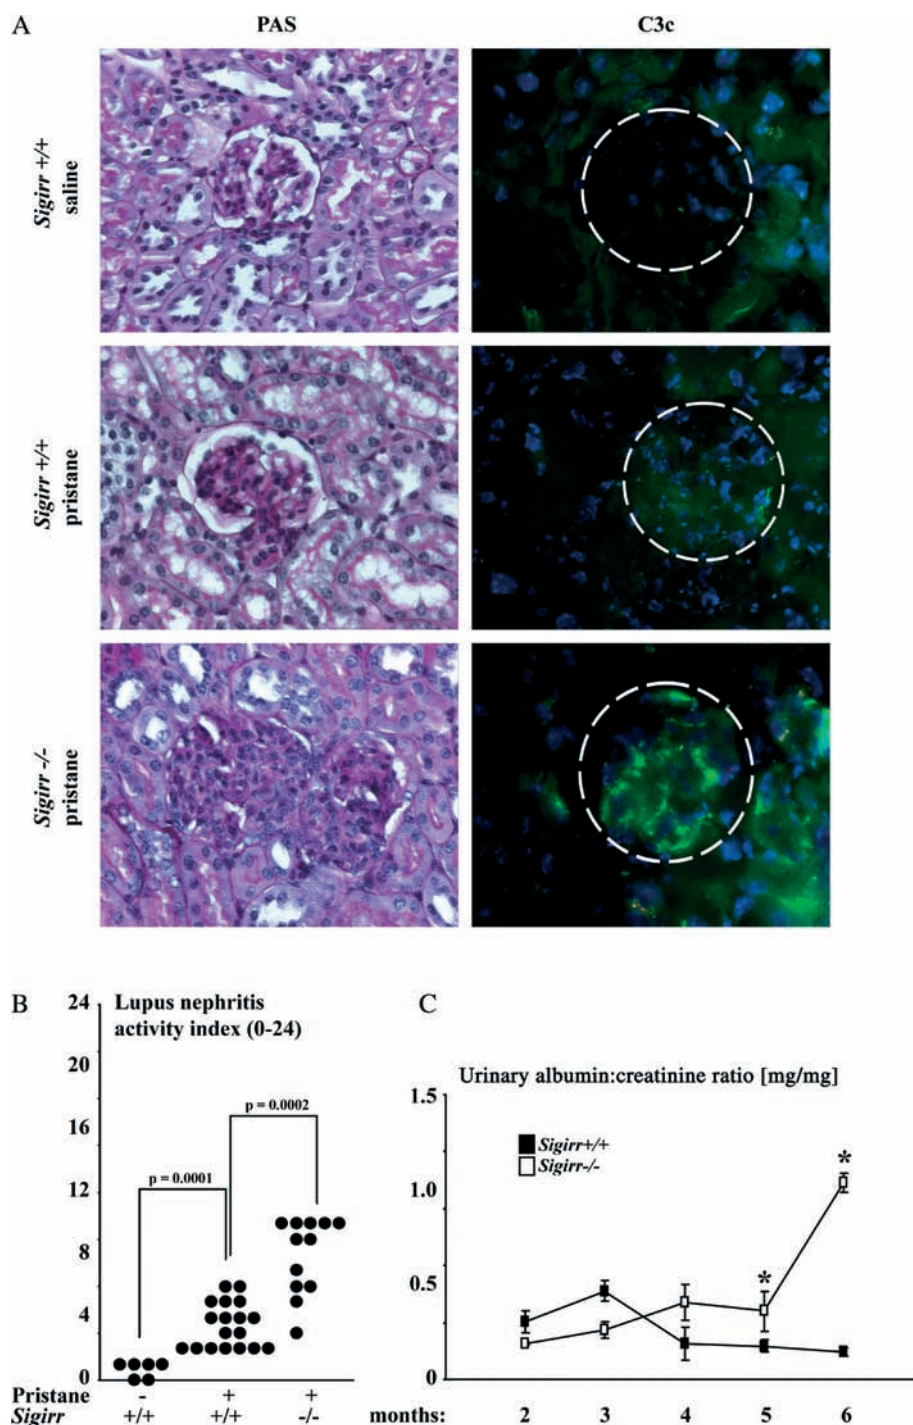 A
PAS
C3c
Sigirr +/+
saline
Sigirr +/+
pristane
Sigirr -/-
pristane
B
Lupus nephritis
activity index (0-24)
24
20
16
12
8
4
0
p = 0.0002
p = 0.0001
Pristane - + +
Sigirr +/+ +/+ -/-
C
Urinary albumin:creatinine ratio [mg/mg]
1.5
1.0
0.5
0
Sigirr+/+
Sigirr-/-
*
*
months: 2 3 4 5 6